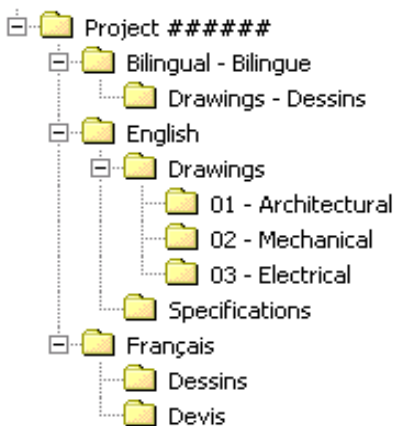 Project ######
Bilingual - Bilingue
Drawings - Dessins
English
Drawings
01 - Architectural
02 - Mechanical
03 - Electrical
Specifications
Français
Dessins
Devis